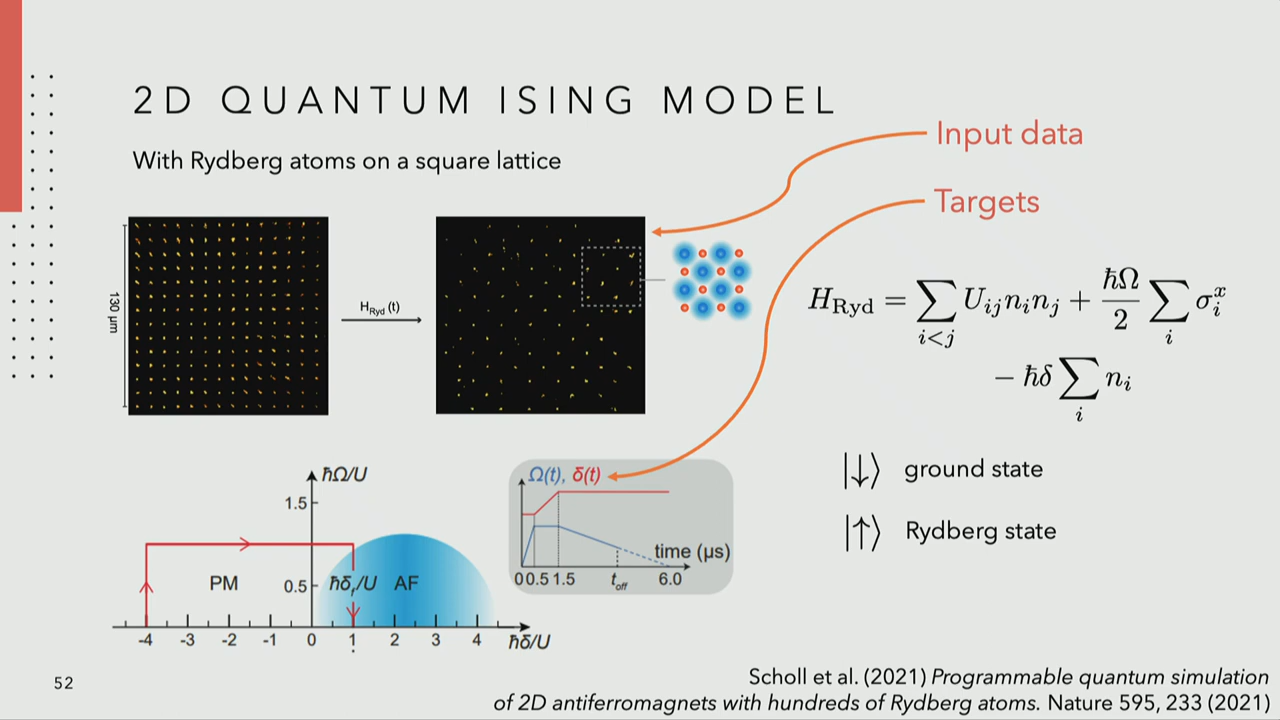 2D QUANTUM ISING MODEL
With Rydberg atoms on a square lattice
Input data
Targets
130 µm
H_Ryd (t)
H_Ryd = ∑_{i<j} U_{ij} n_i n_j + ħΩ/2 ∑_i σ_i^x
− ħδ ∑_i n_i
|↓⟩ ground state
|↑⟩ Rydberg state
ħΩ/U
1.5
0.5
PM
ħδ_f/U AF
-4 -3 -2 -1 0 1 2 3 4
ħδ/U
Ω(t), δ(t)
time (µs)
0 0.5 1.5 t_off 6.0
52
Scholl et al. (2021) Programmable quantum simulation
of 2D antiferromagnets with hundreds of Rydberg atoms. Nature 595, 233 (2021)